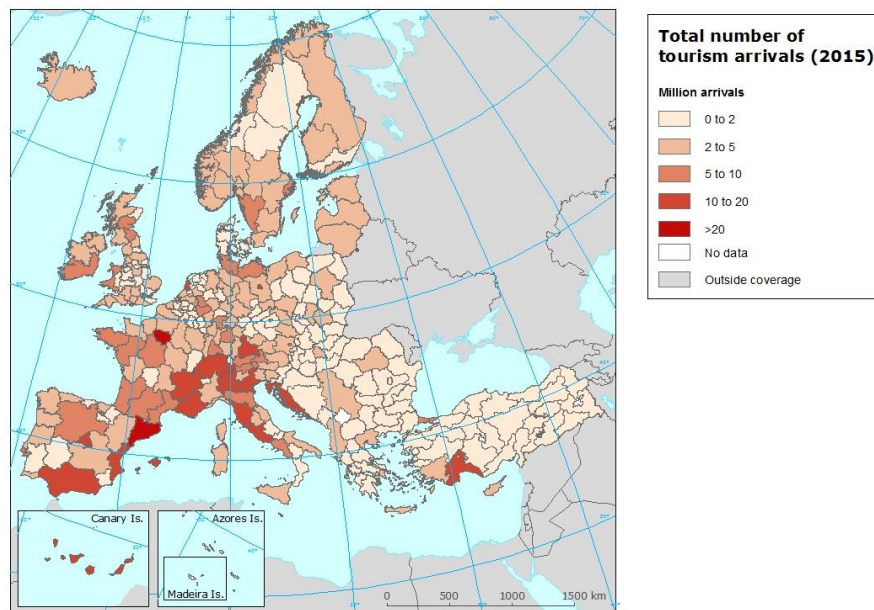 Total number of
tourism arrivals (2015)
Million arrivals
0 to 2
2 to 5
5 to 10
10 to 20
>20
No data
Outside coverage
Canary Is.
Azores Is.
Madeira Is.
0 500 1000 1500 km